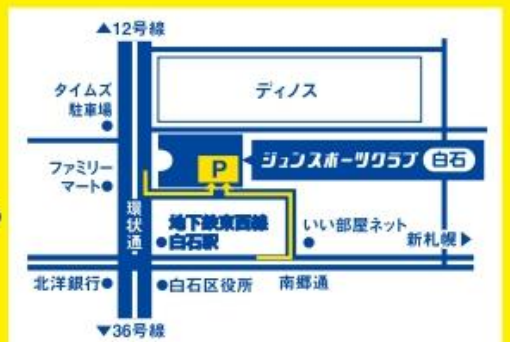 ▲12号線
タイムズ
駐車場
ディノス
ファミリー
マート
P
ジュンスポーツクラブ 白石
環状通
地下鉄東西線
白石駅
いい部屋ネット
新札幌▶
北洋銀行
白石区役所
南郷通
▼36号線